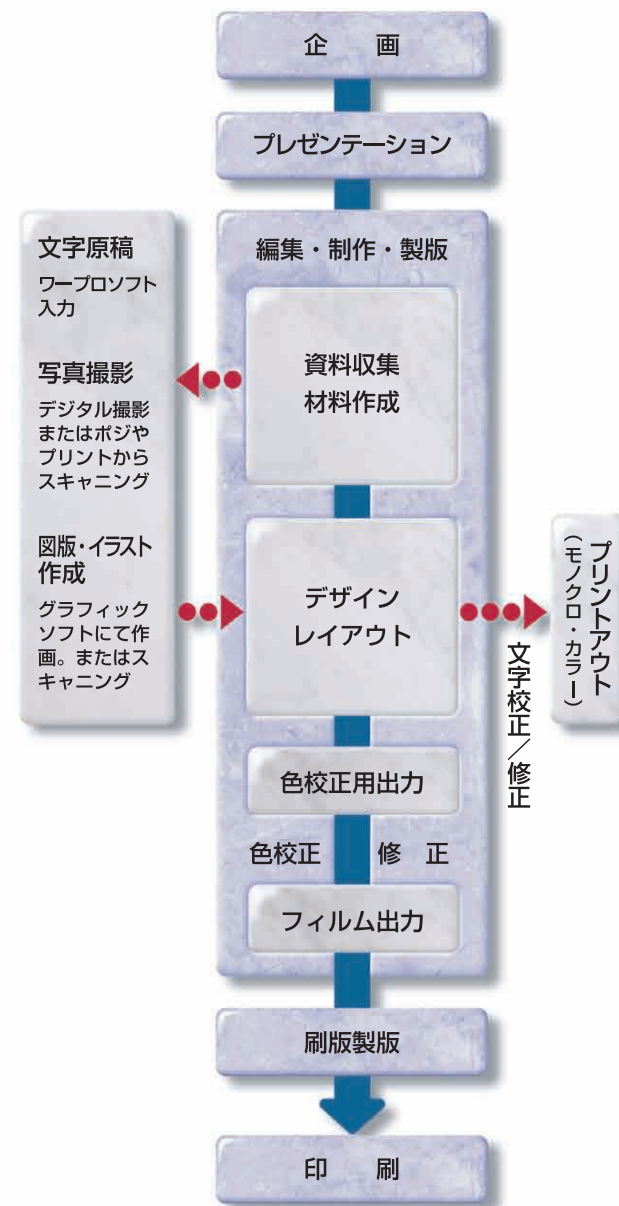 企　画
プレゼンテーション
編集・制作・製版
資料収集
材料作成
文字原稿
ワープロソフト
入力
写真撮影
デジタル撮影
またはポジや
プリントから
スキャニング
図版・イラスト
作成
グラフィック
ソフトにて作
画。またはス
キャニング
デザイン
レイアウト
プリントアウト
（モノクロ・カラー）
文字校正／修正
色校正用出力
色校正　修　正
フィルム出力
刷版製版
印　刷